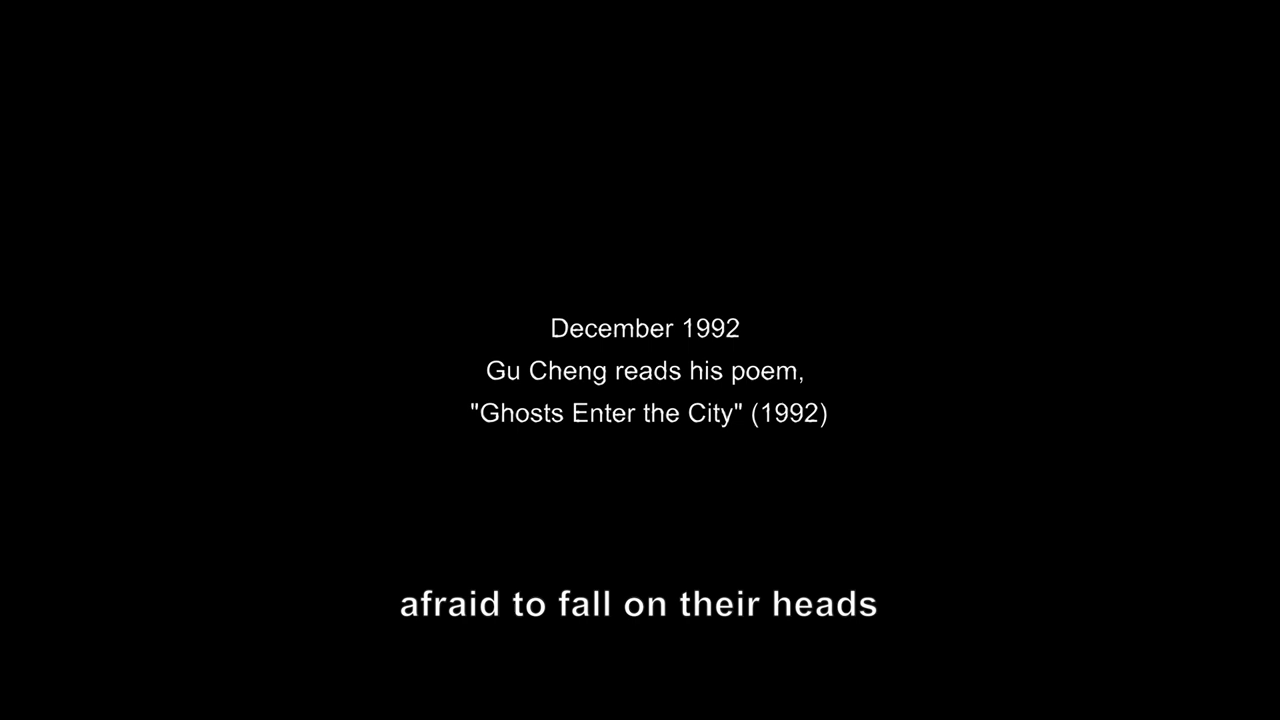 December 1992
Gu Cheng reads his poem,
"Ghosts Enter the City" (1992)
afraid to fall on their heads